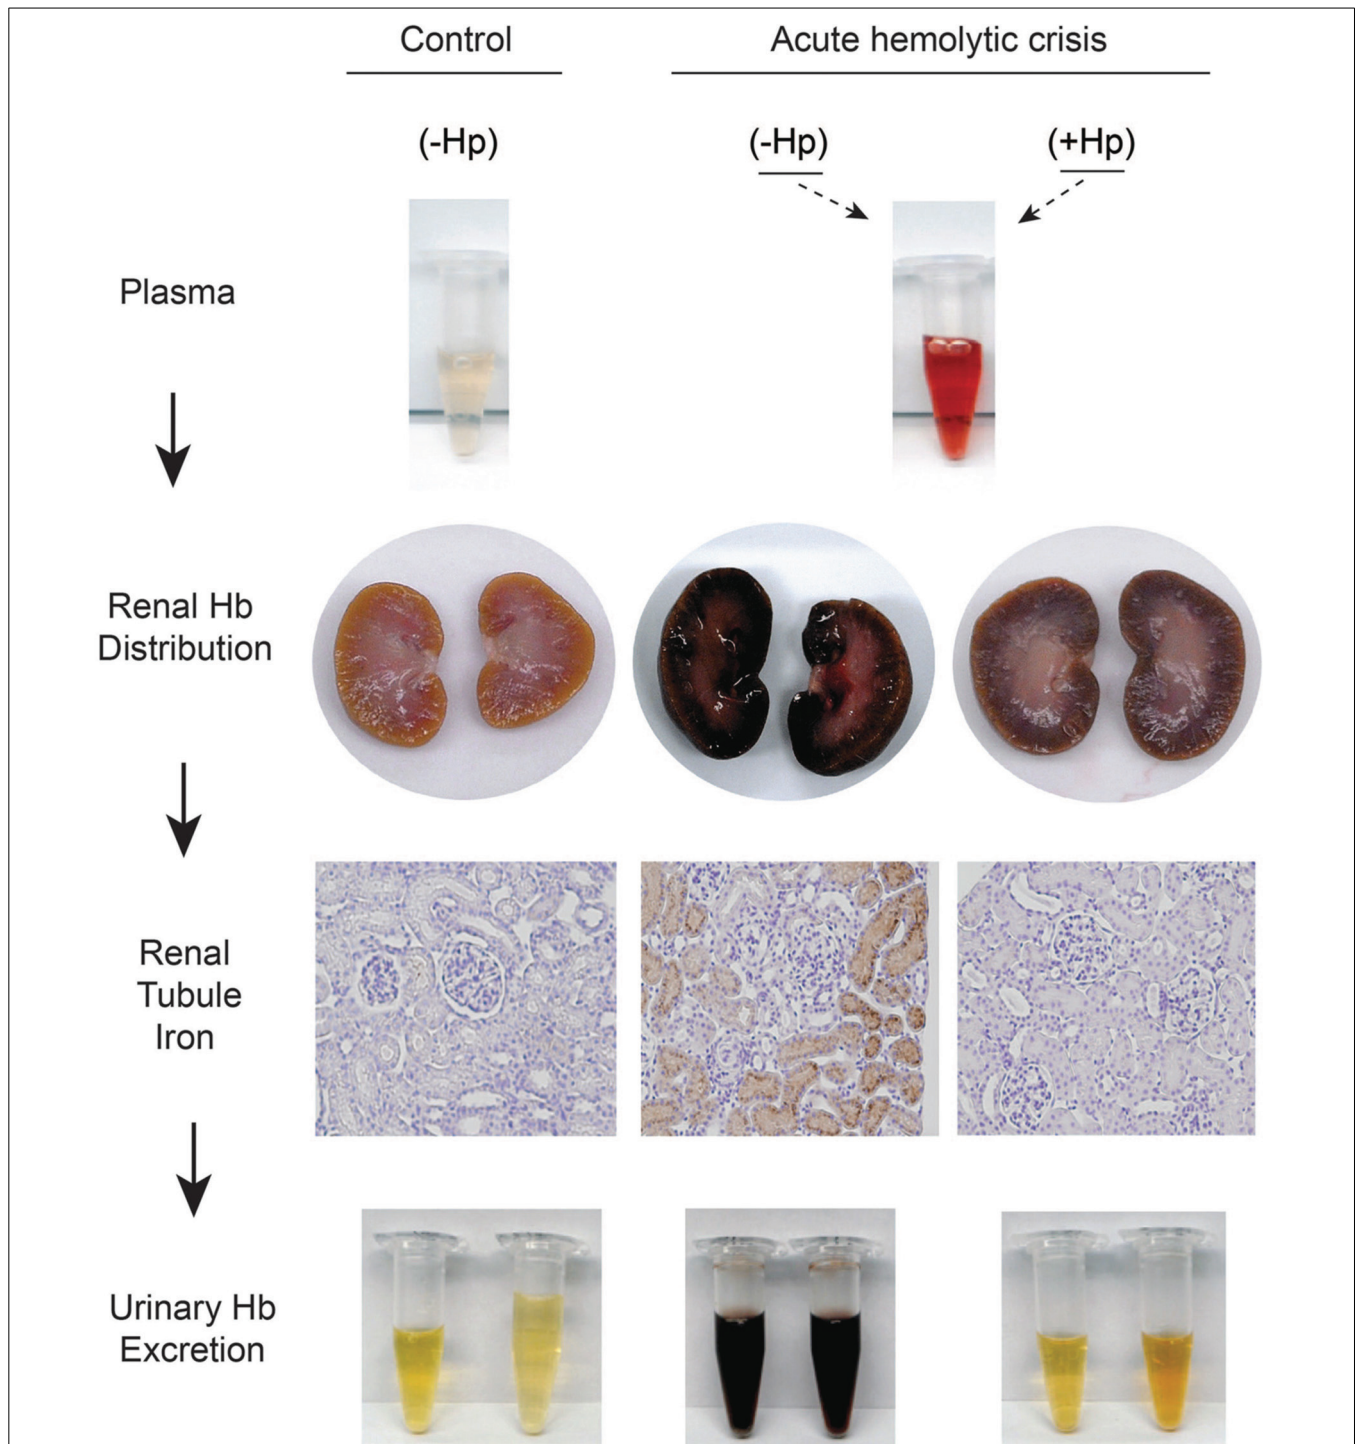 Control
Acute hemolytic crisis
(-Hp)
(-Hp)
(+Hp)
Plasma
Renal Hb
Distribution
Renal
Tubule
Iron
Urinary Hb
Excretion